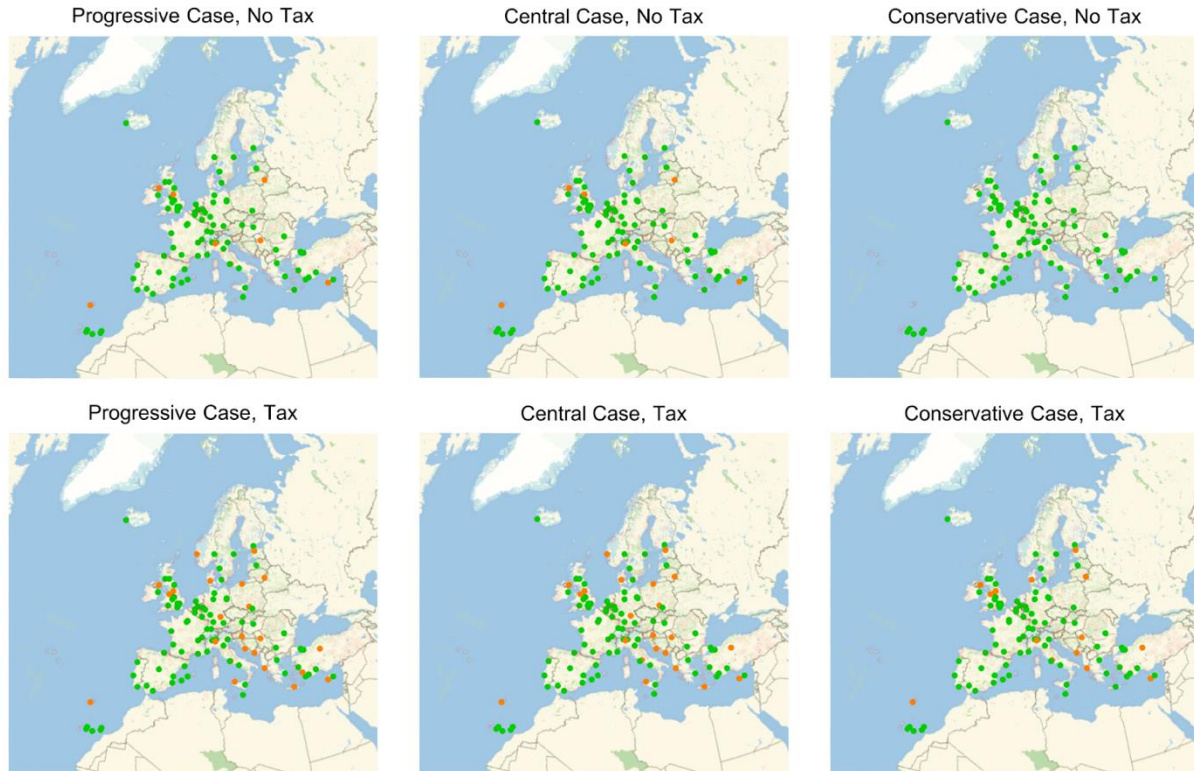 Progressive Case, No Tax
Central Case, No Tax
Conservative Case, No Tax
Progressive Case, Tax
Central Case, Tax
Conservative Case, Tax